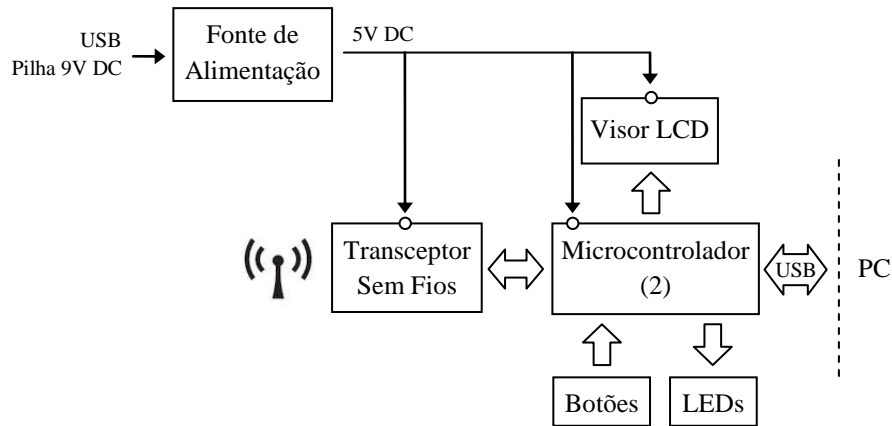 USB
Pilha 9V DC
Fonte de
Alimentação
5V DC
Visor LCD
Transceptor
Sem Fios
Microcontrolador
(2)
USB
PC
Botões
LEDs